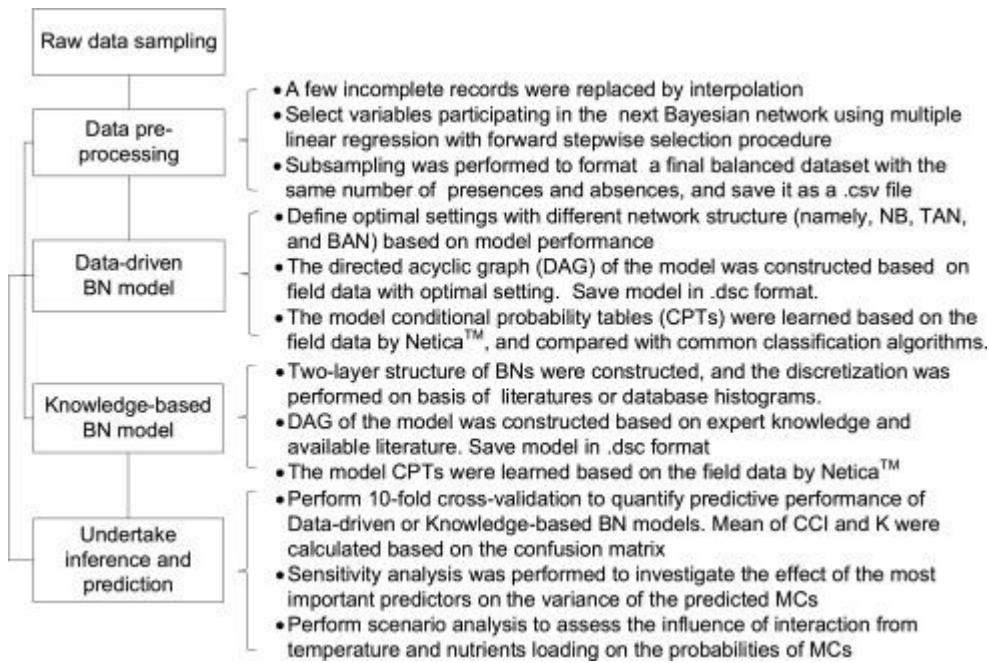 Raw data sampling
Data pre-
processing
• A few incomplete records were replaced by interpolation
• Select variables participating in the next Bayesian network using multiple
linear regression with forward stepwise selection procedure
• Subsampling was performed to format a final balanced dataset with the
same number of presences and absences, and save it as a .csv file
Data-driven
BN model
• Define optimal settings with different network structure (namely, NB, TAN,
and BAN) based on model performance
• The directed acyclic graph (DAG) of the model was constructed based on
field data with optimal setting. Save model in .dsc format.
• The model conditional probability tables (CPTs) were learned based on the
field data by Netica™, and compared with common classification algorithms.
Knowledge-based
BN model
• Two-layer structure of BNs were constructed, and the discretization was
performed on basis of literatures or database histograms.
• DAG of the model was constructed based on expert knowledge and
available literature. Save model in .dsc format
• The model CPTs were learned based on the field data by Netica™
Undertake
inference and
prediction
• Perform 10-fold cross-validation to quantify predictive performance of
Data-driven or Knowledge-based BN models. Mean of CCI and K were
calculated based on the confusion matrix
• Sensitivity analysis was performed to investigate the effect of the most
important predictors on the variance of the predicted MCs
• Perform scenario analysis to assess the influence of interaction from
temperature and nutrients loading on the probabilities of MCs